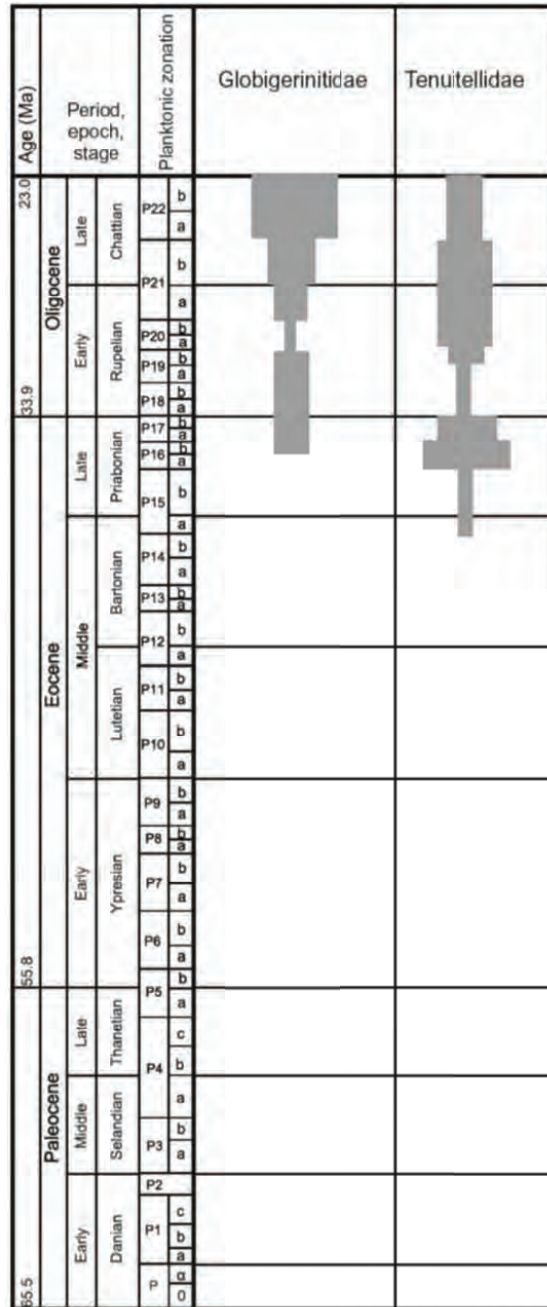 Age (Ma)
Period,
epoch,
stage
Planktonic zonation
Globigerinitidae
Tenuitellidae
23.0
33.9
55.8
65.5
Oligocene
Eocene
Paleocene
Late
Early
Late
Middle
Early
Late
Middle
Early
Chattian
Rupelian
Priabonian
Bartonian
Lutetian
Ypresian
Thanetian
Selandian
Danian
P22
b
a
P21
b
a
P20
b
a
P19
b
a
P18
b
a
P17
b
a
P16
b
a
P15
b
a
P14
b
a
P13
b
a
P12
b
a
P11
b
a
P10
b
a
P9
b
a
P8
b
a
P7
b
a
P6
b
a
P5
b
a
P4
c
b
a
P3
b
a
P2
P1
c
b
a
P
α
0